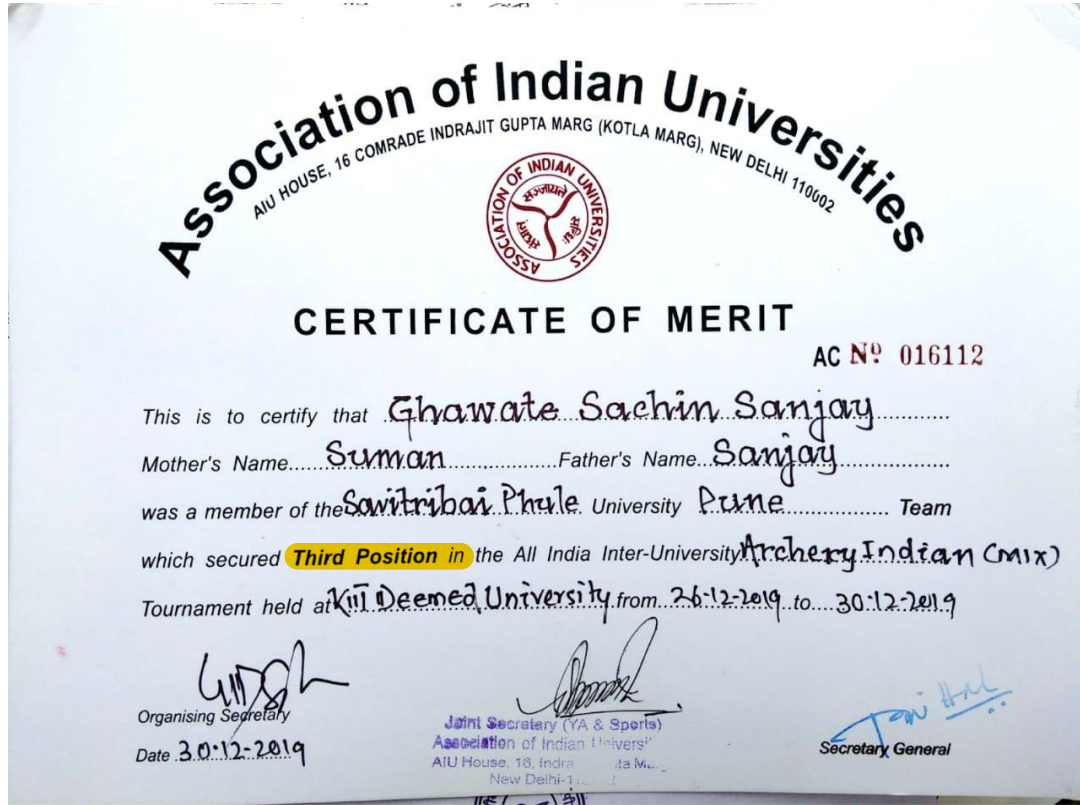 Association of Indian Universities
AIU HOUSE, 16 COMRADE INDRAJIT GUPTA MARG (KOTLA MARG), NEW DELHI 110002
ASSOCIATION OF INDIAN UNIVERSITIES
CERTIFICATE OF MERIT
AC Nº 016112
This is to certify that Ghawate Sachin Sanjay
Mother's Name Suman Father's Name Sanjay
was a member of the Savitribai Phule University Pune Team
which secured Third Position in the All India Inter-University Archery Indian (MIX)
Tournament held at KIIT Deemed University from 26-12-2019 to 30-12-2019
Organising Secretary
Date 30-12-2019
Joint Secretary (YA & Sports)
Association of Indian
AIU House, 16,
New Delhi
Secretary General